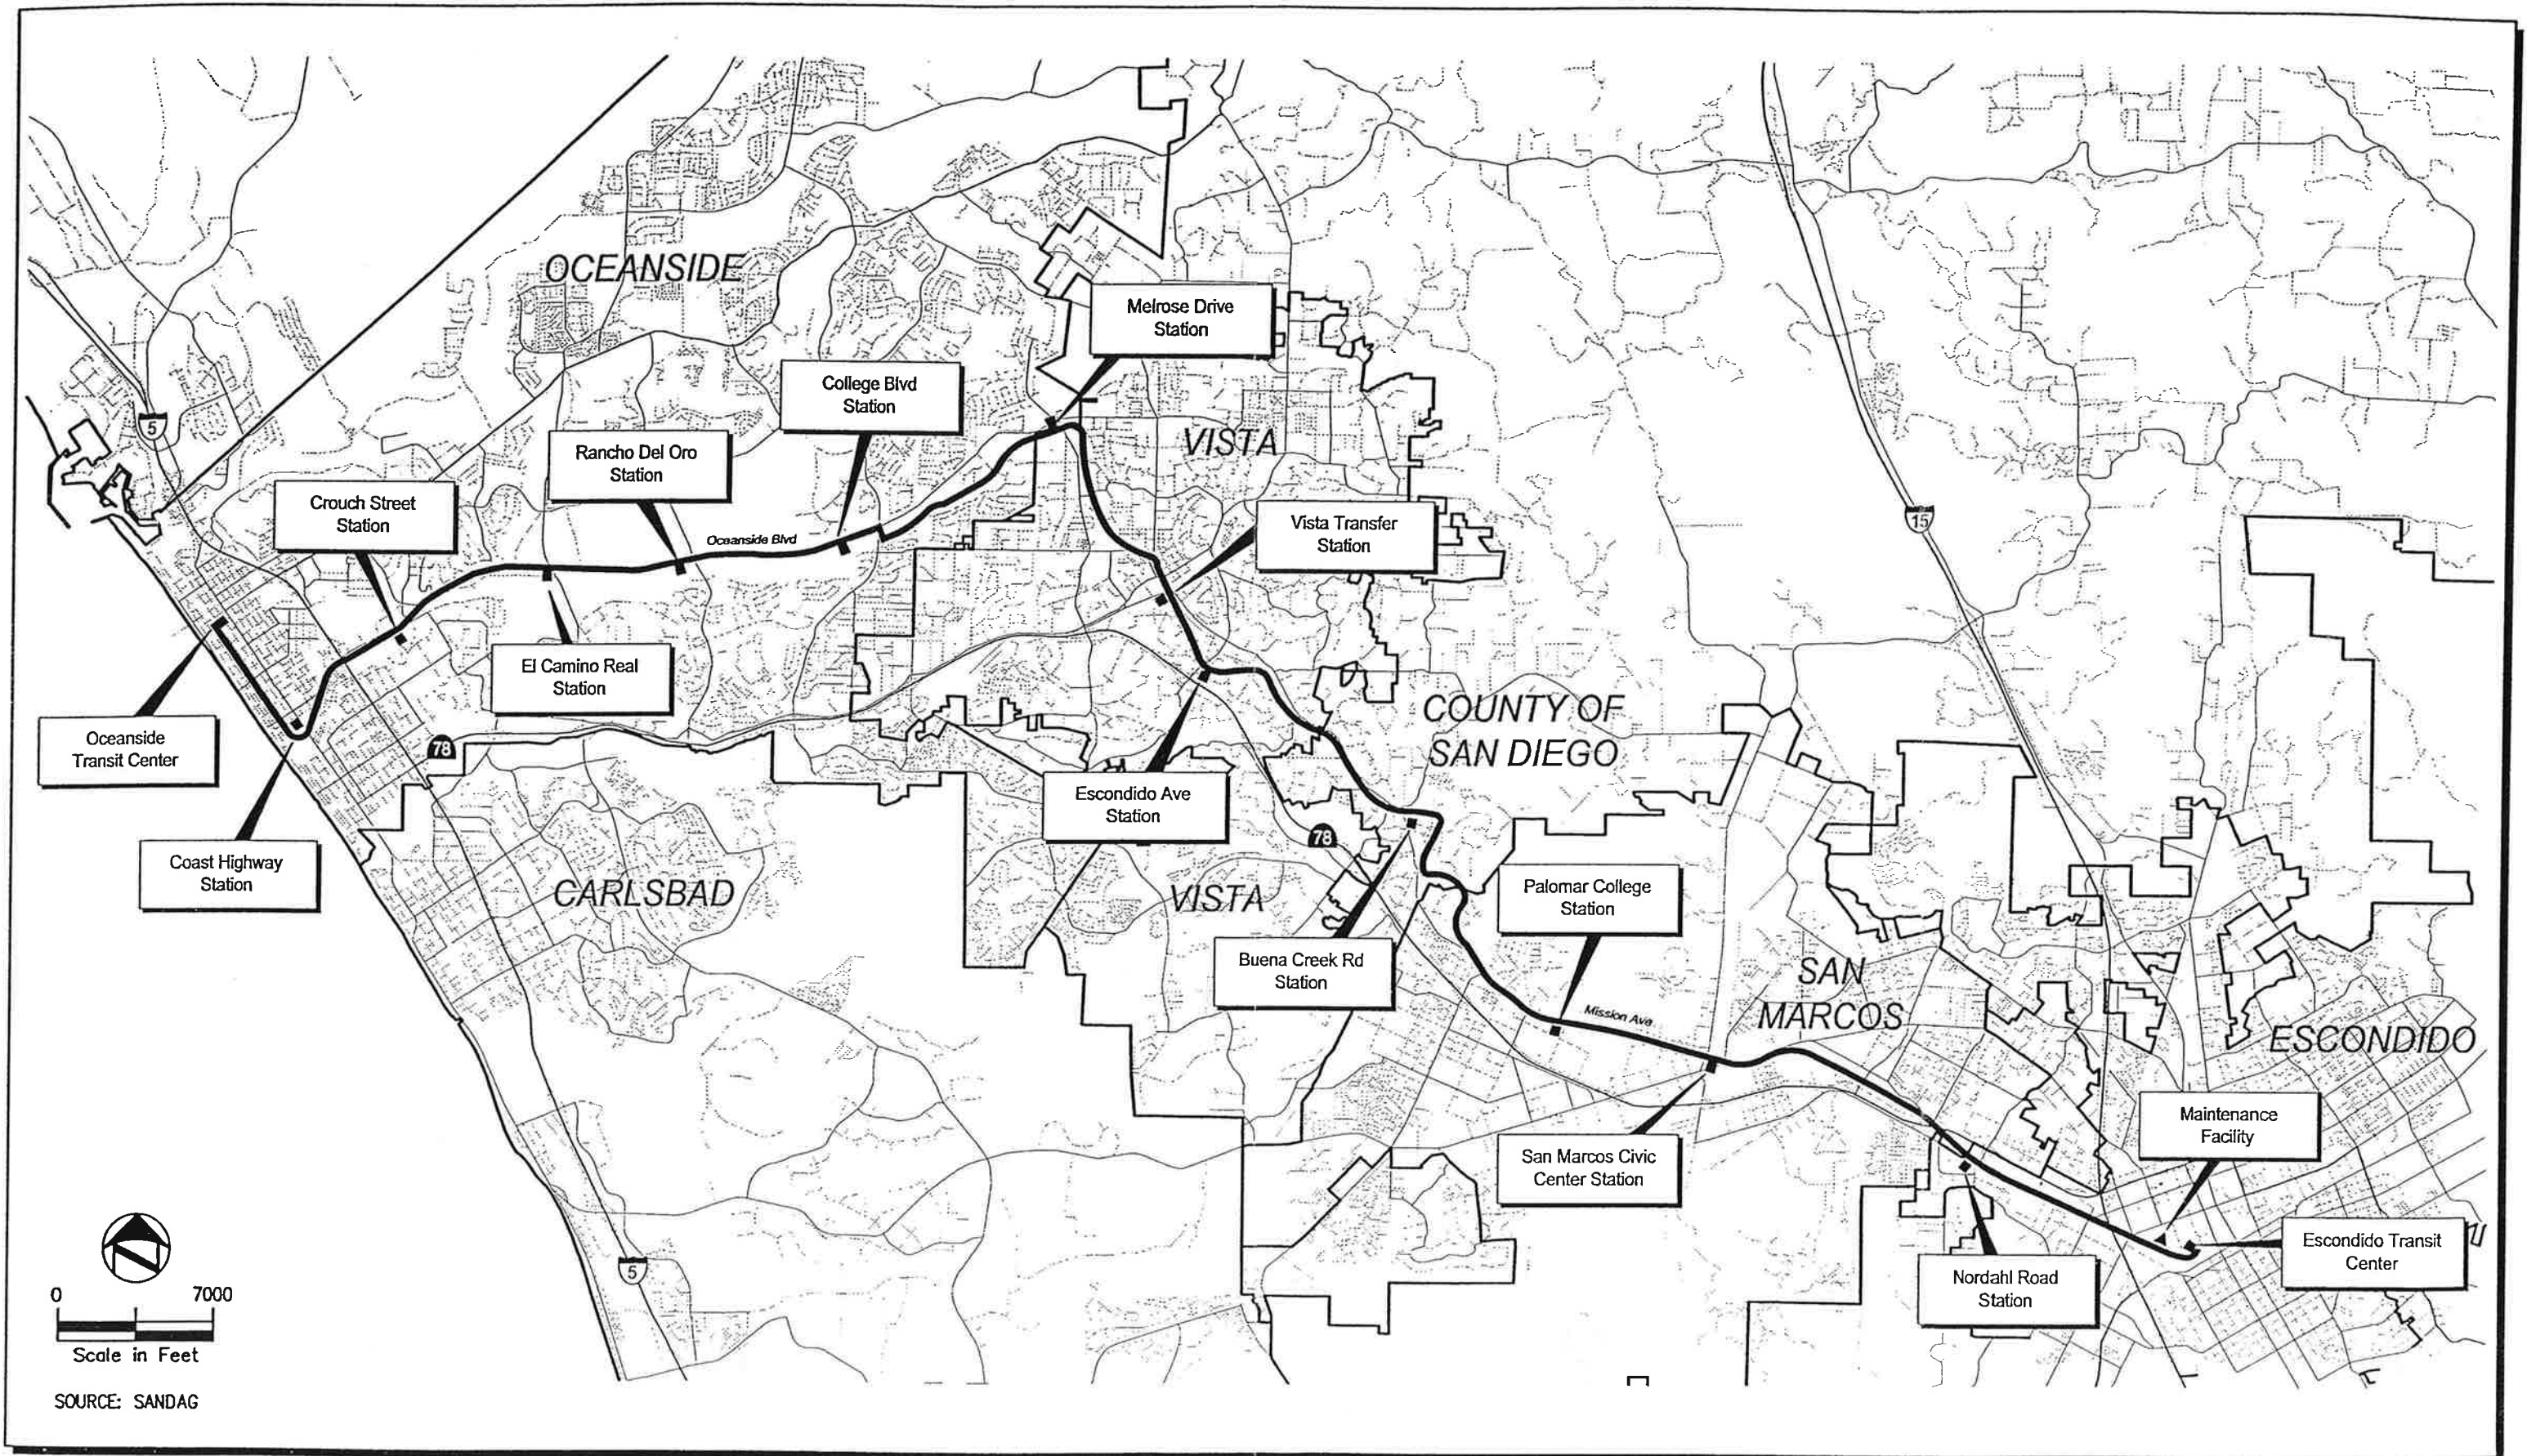 OCEANSIDE
Melrose Drive
Station
College Blvd
Station
5
Rancho Del Oro
Station
VISTA
Crouch Street
Station
Vista Transfer
Station
15
Oceanside Blvd
El Camino Real
Station
COUNTY OF
SAN DIEGO
Oceanside
Transit Center
78
Escondido Ave
Station
78
Coast Highway
Station
CARLSBAD
VISTA
Palomar College
Station
Buena Creek Rd
Station
SAN
MARCOS
Mission Ave
ESCONDIDO
Maintenance
Facility
San Marcos Civic
Center Station
Escondido Transit
Center
5
Nordahl Road
Station
0 7000
Scale in Feet
SOURCE: SANDAG